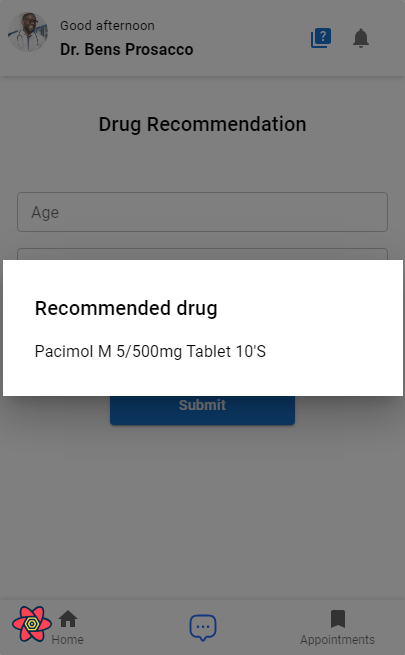 Good afternoon
Dr. Bens Prosacco
?
Drug Recommendation
Age
Recommended drug
Pacimol M 5/500mg Tablet 10'S
Submit
Home
Appointments